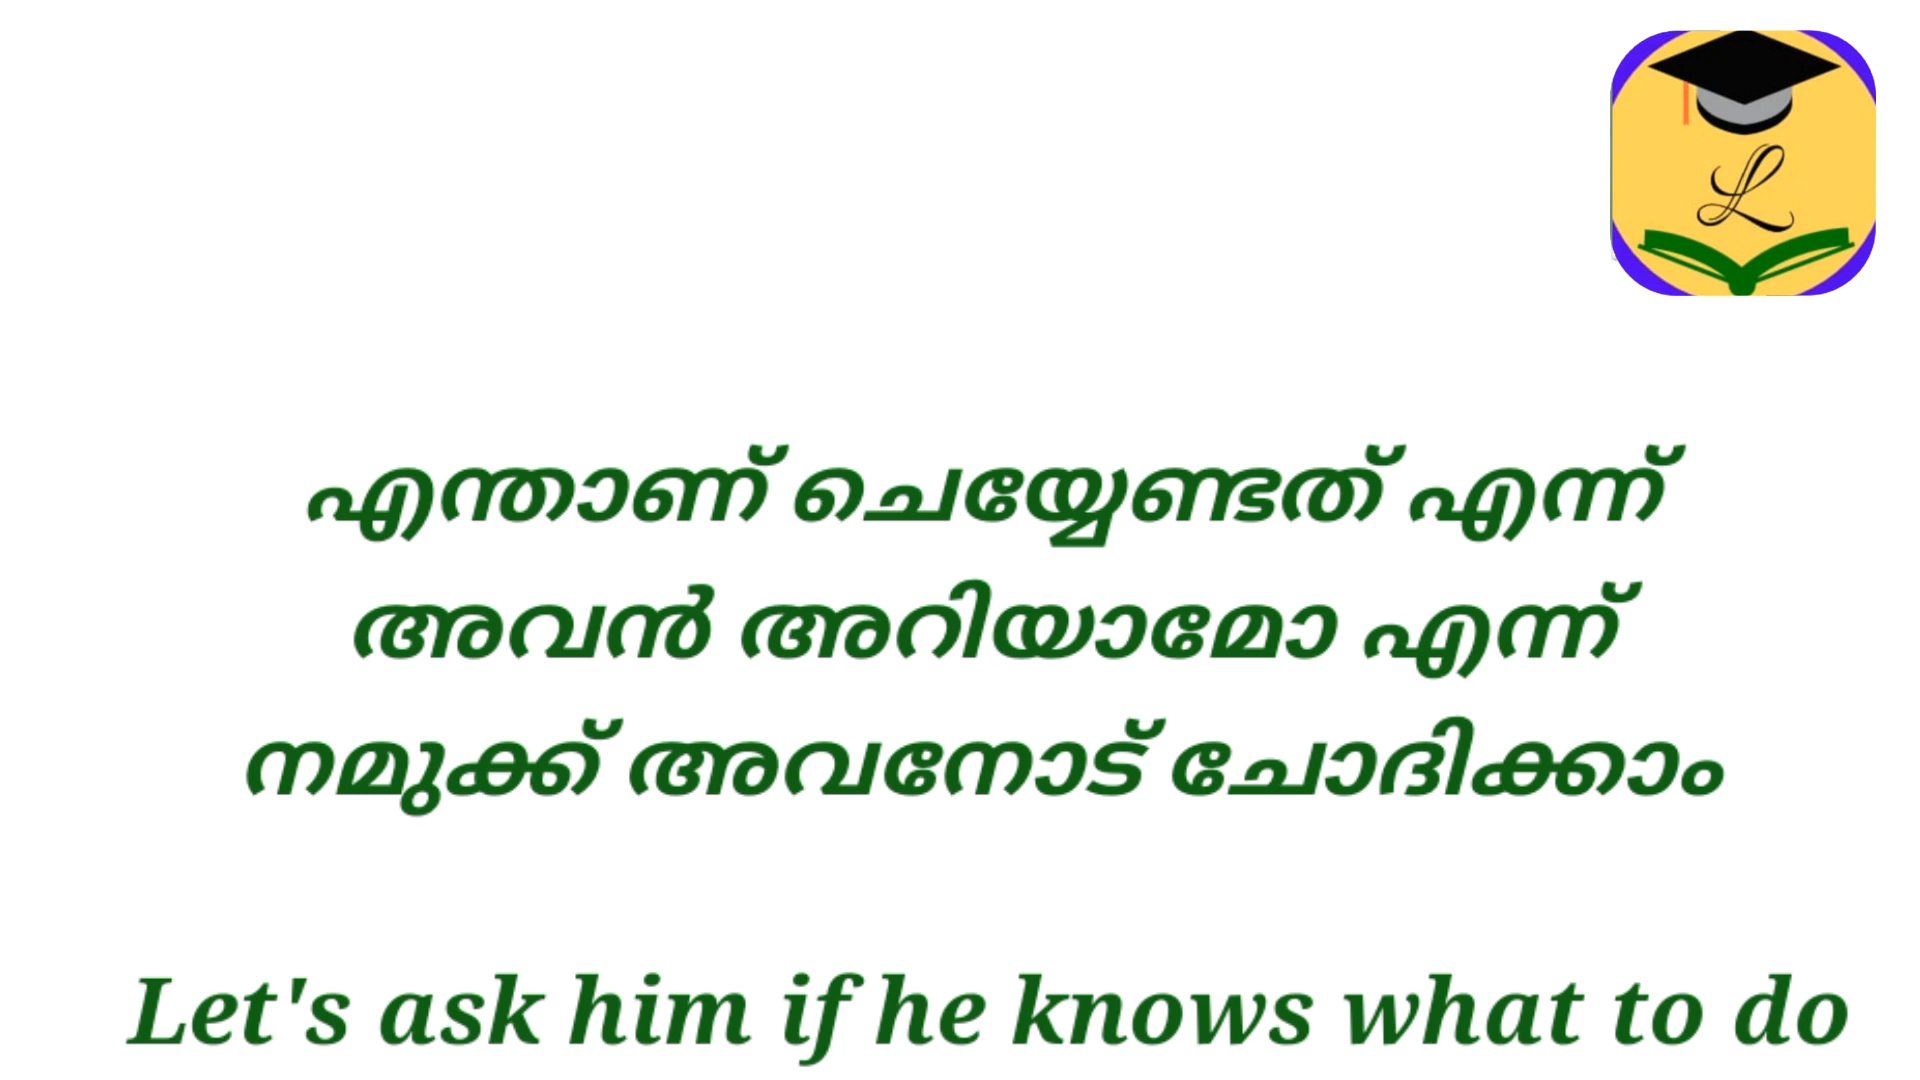 എന്താണ് ചെയ്യേണ്ടത് എന്ന്
അവൻ അറിയാമോ എന്ന്
നമുക്ക് അവനോട് ചോദിക്കാം
Let's ask him if he knows what to do
L